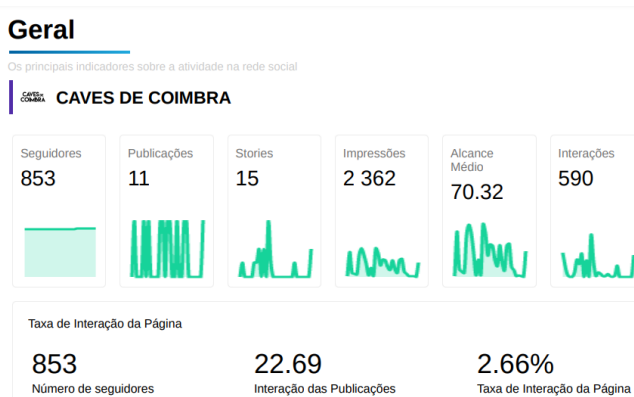 Geral
Os principais indicadores sobre a atividade na rede social
CAVES DE COIMBRA
CAVES DE COIMBRA
Seguidores
853
Publicações
11
Stories
15
Impressões
2 362
Alcance
Médio
70.32
Interações
590
Taxa de Interação da Página
853
Número de seguidores
22.69
Interação das Publicações
2.66%
Taxa de Interação da Página